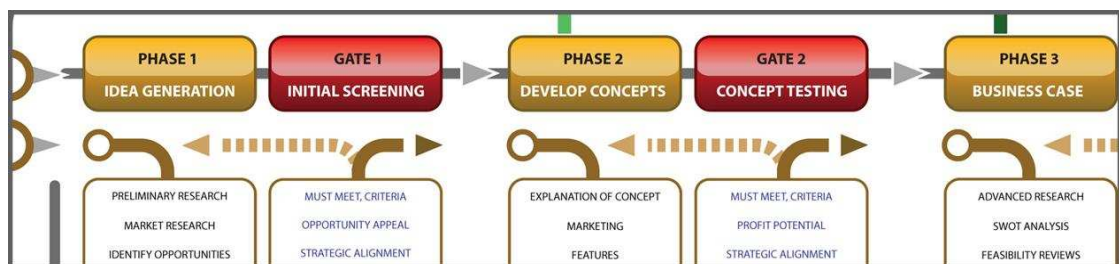 PHASE 1
IDEA GENERATION
GATE 1
INITIAL SCREENING
PHASE 2
DEVELOP CONCEPTS
GATE 2
CONCEPT TESTING
PHASE 3
BUSINESS CASE
PRELIMINARY RESEARCH
MARKET RESEARCH
IDENTIFY OPPORTUNITIES
MUST MEET, CRITERIA
OPPORTUNITY APPEAL
STRATEGIC ALIGNMENT
EXPLANATION OF CONCEPT
MARKETING
FEATURES
MUST MEET, CRITERIA
PROFIT POTENTIAL
STRATEGIC ALIGNMENT
ADVANCED RESEARCH
SWOT ANALYSIS
FEASIBILITY REVIEWS